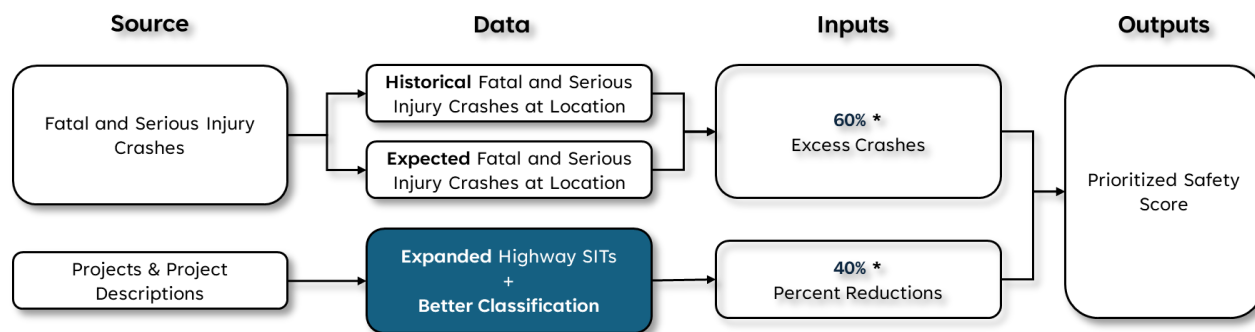 Source
Data
Inputs
Outputs
Fatal and Serious Injury
Crashes
Historical Fatal and Serious
Injury Crashes at Location
Expected Fatal and Serious
Injury Crashes at Location
60% *
Excess Crashes
Prioritized Safety
Score
Projects & Project
Descriptions
Expanded Highway SITs
+
Better Classification
40% *
Percent Reductions